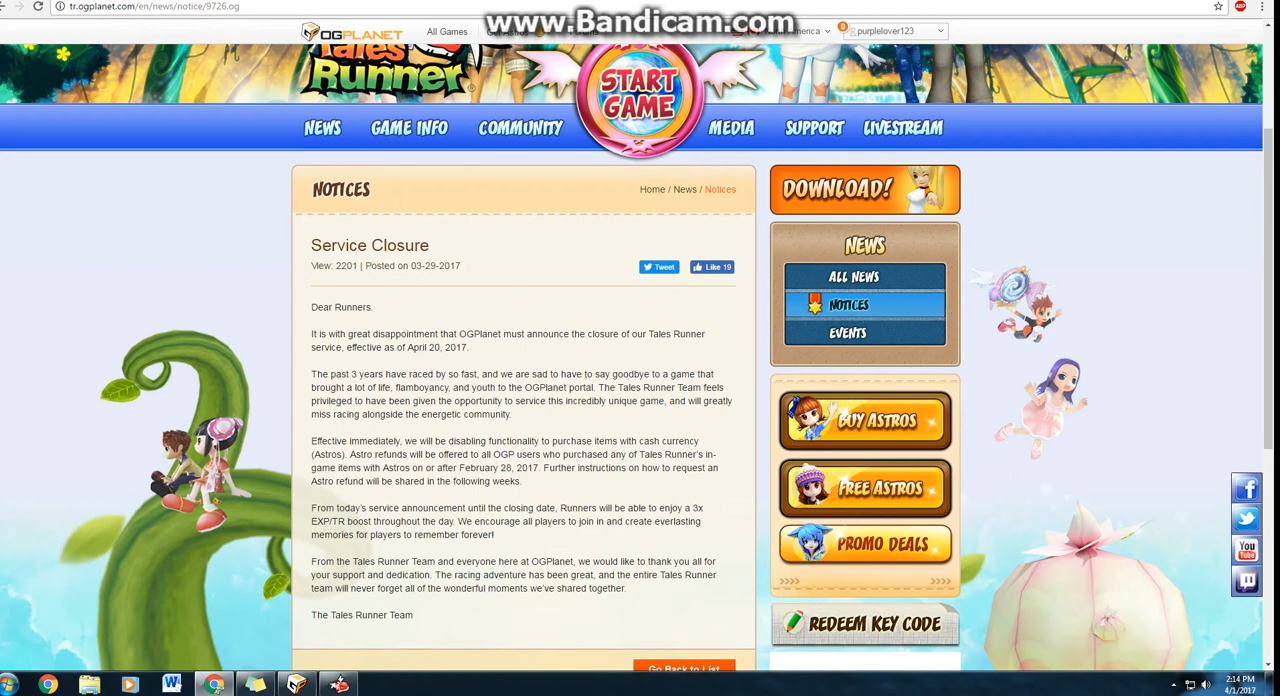 tr.ogplanet.com/en/news/notice/9726.og
www.Bandicam.com
OGPLANET
All Games
purplelover123
Tales
Runner
START
GAME
NEWS
GAME INFO
COMMUNITY
MEDIA
SUPPORT
LIVESTREAM
NOTICES
Home / News / Notices
Service Closure
View: 2201 | Posted on 03-29-2017
Tweet
Like 19
Dear Runners.
It is with great disappointment that OGPlanet must announce the closure of our Tales Runner
service, effective as of April 20, 2017.
The past 3 years have raced by so fast, and we are sad to have to say goodbye to a game that
brought a lot of life, flamboyancy, and youth to the OGPlanet portal. The Tales Runner Team feels
privileged to have been given the opportunity to service this incredibly unique game, and will greatly
miss racing alongside the energetic community.
Effective immediately, we will be disabling functionality to purchase items with cash currency
(Astros). Astro refunds will be offered to all OGP users who purchased any of Tales Runner's in-
game items with Astros on or after February 28, 2017. Further instructions on how to request an
Astro refund will be shared in the following weeks.
From today's service announcement until the closing date, Runners will be able to enjoy a 3x
EXP/TR boost throughout the day. We encourage all players to join in and create everlasting
memories for players to remember forever!
From the Tales Runner Team and everyone here at OGPlanet, we would like to thank you all for
your support and dedication. The racing adventure has been great, and the entire Tales Runner
team will never forget all of the wonderful moments we've shared together.
The Tales Runner Team
Go Back to List
DOWNLOAD!
NEWS
ALL NEWS
NOTICES
EVENTS
BUY ASTROS
FREE ASTROS
PROMO DEALS
REDEEM KEY CODE
You
Tube
2:14 PM
4/1/2017